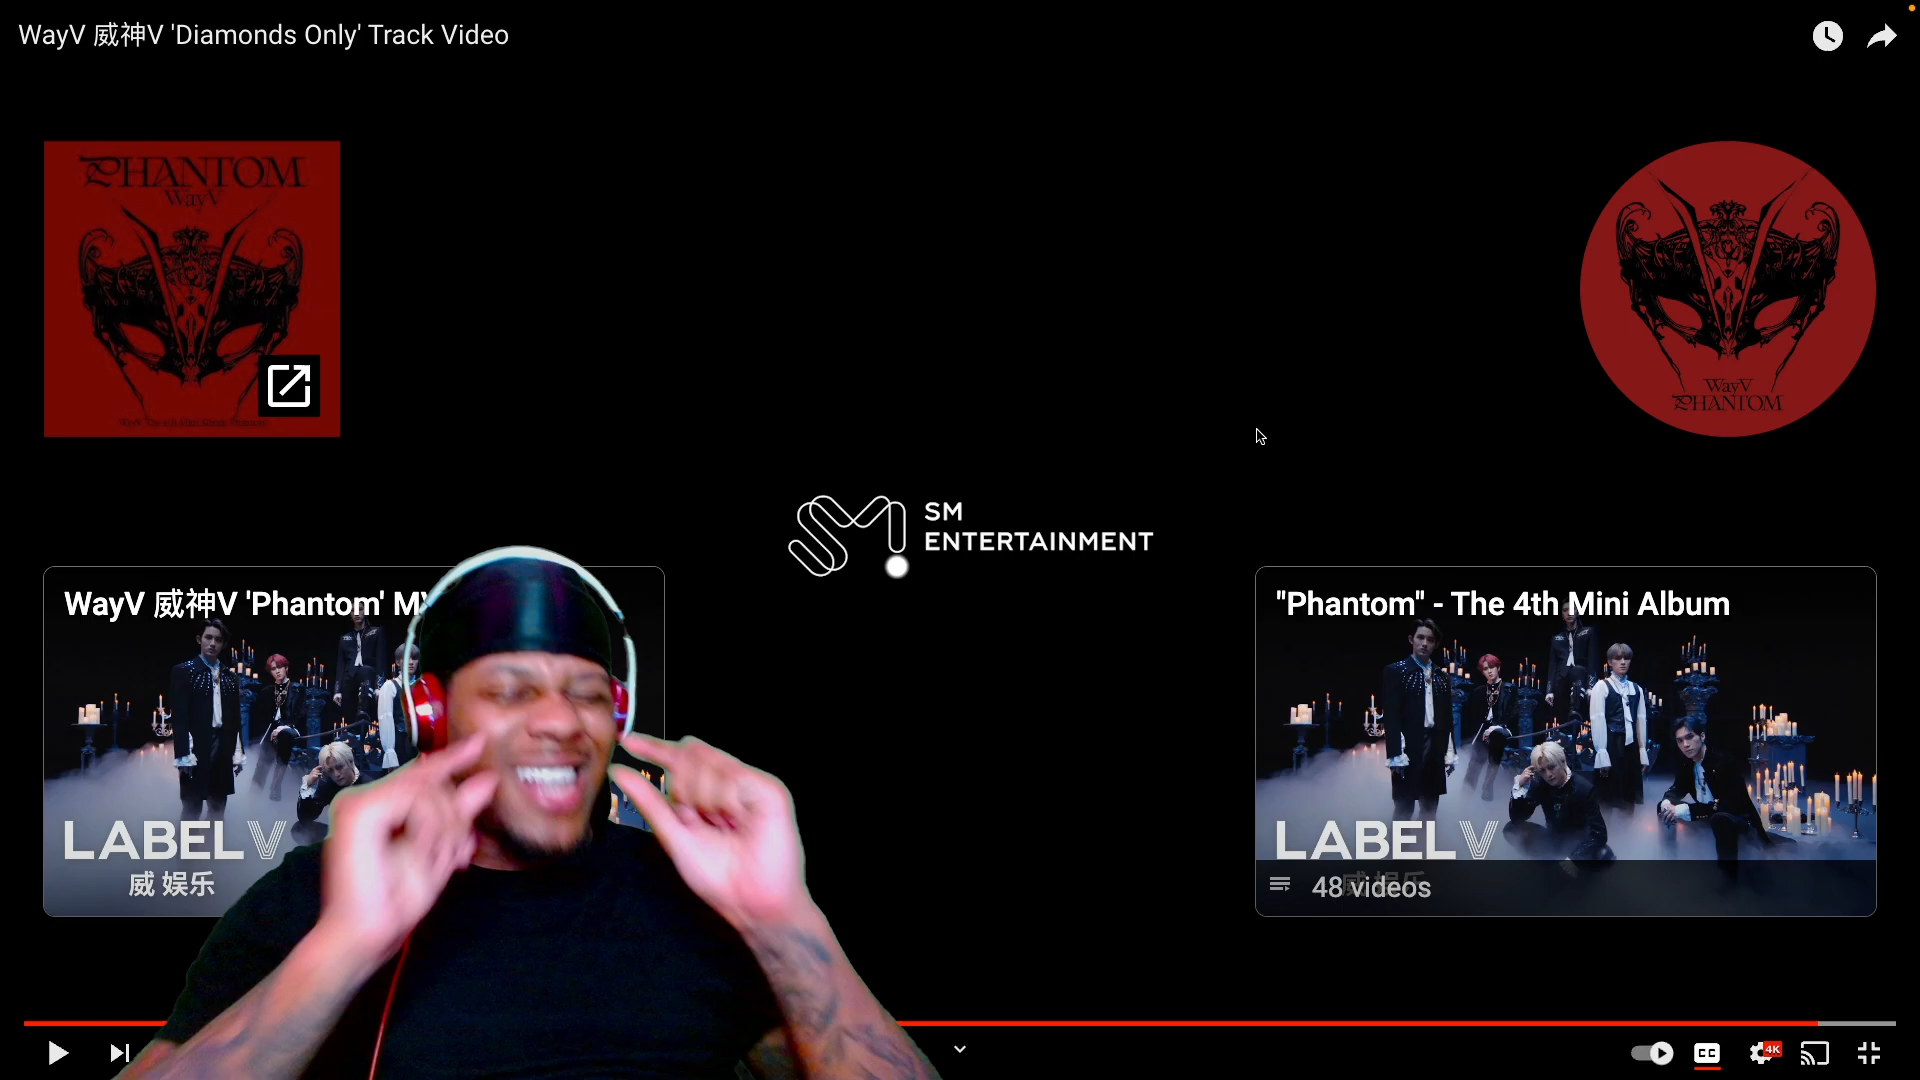 WayV 威神V 'Diamonds Only' Track Video
PHANTOM
WayV
WayV
PHANTOM
SM
ENTERTAINMENT
WayV 威神V 'Phantom'
LABEL V
威 娱乐
"Phantom" - The 4th Mini Album
LABEL V
48 videos
CC
4K